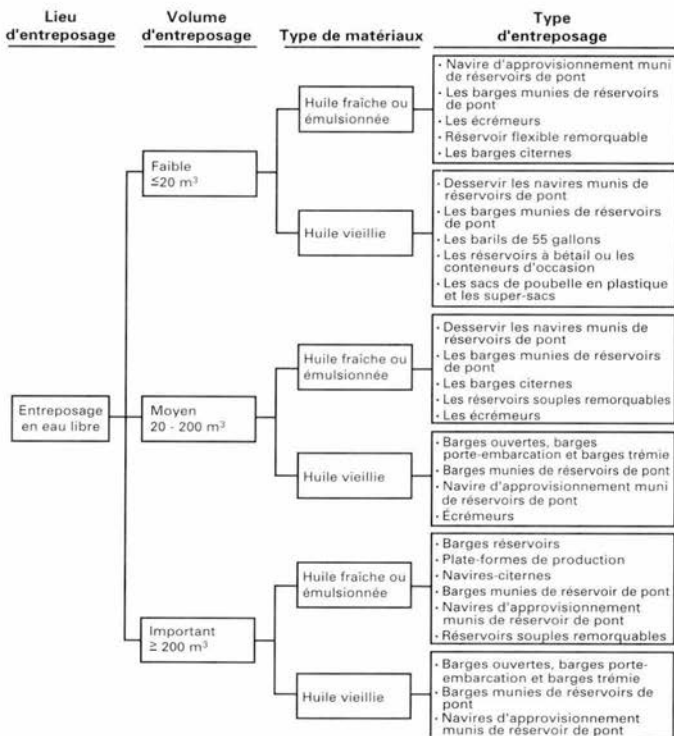 Lieu
d'entreposage
Volume
d'entreposage
Type de matériaux
Type
d'entreposage
Entreposage
en eau libre
Faible
≤20 m³
Huile fraîche ou
émulsionnée
· Navire d'approvisionnement muni
de réservoirs de pont
· Les barges munies de réservoirs
de pont
· Les écrémeurs
· Réservoir flexible remorquable
· Les barges citernes
Huile vieillie
· Desservir les navires munis de
réservoirs de pont
· Les barges munies de réservoirs
de pont
· Les barils de 55 gallons
· Les réservoirs à bétail ou les
conteneurs d'occasion
· Les sacs de poubelle en plastique
et les super-sacs
Moyen
20 - 200 m³
Huile fraîche ou
émulsionnée
· Desservir les navires munis de
réservoirs de pont
· Les barges munies de réservoirs
de pont
· Les barges citernes
· Les réservoirs souples remorquables
· Les écrémeurs
Huile vieillie
· Barges ouvertes, barges
porte-embarcation et barges trémie
· Barges munies de réservoirs de pont
· Navire d'approvisionnement muni
de réservoirs de pont
· Écrémeurs
Important
≥ 200 m³
Huile fraîche ou
émulsionnée
· Barges réservoirs
· Plate-formes de production
· Navires-citernes
· Barges munies de réservoir de pont
· Navires d'approvisionnement
munis de réservoir de pont
· Réservoirs souples remorquables
Huile vieillie
· Barges ouvertes, barges porte-
embarcation et barges trémie
· Barges munies de réservoirs de
pont
· Navires d'approvisionnement
munis de réservoir de pont